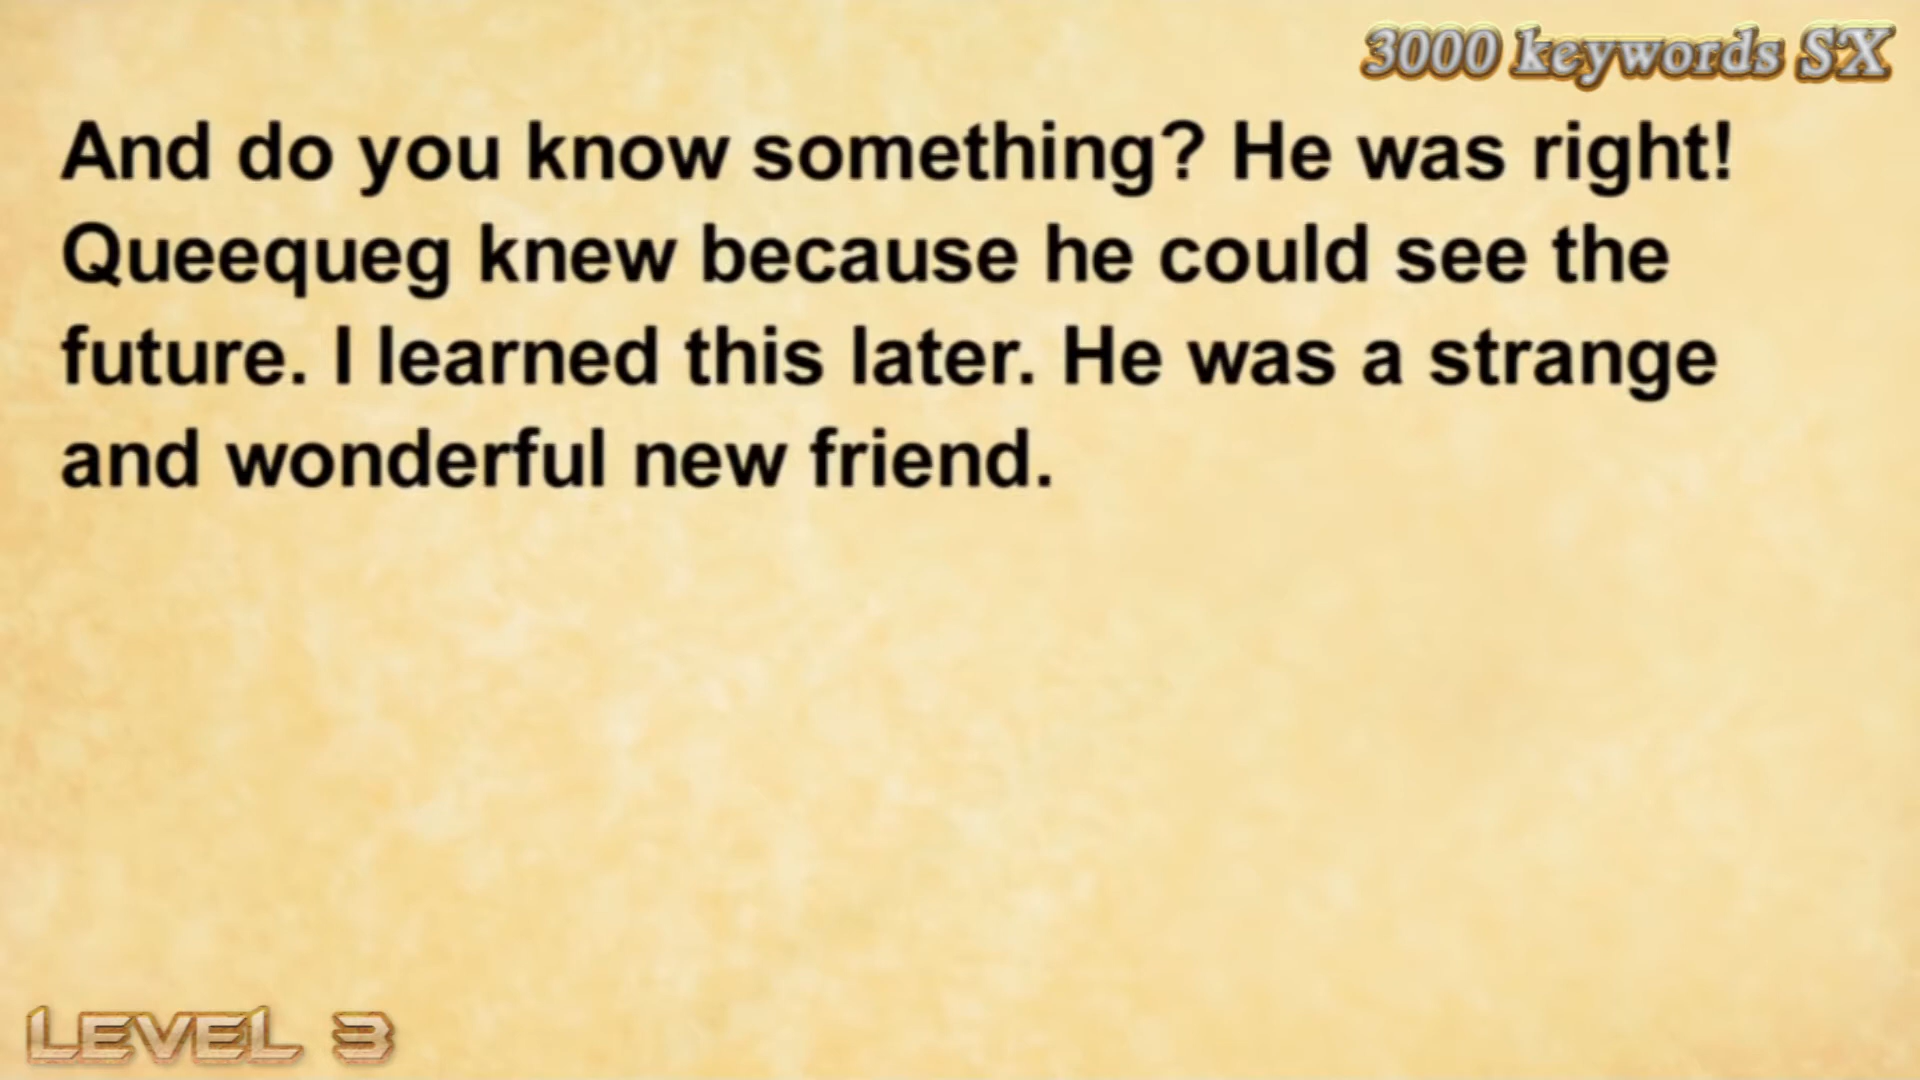 3000 keywords SX
And do you know something? He was right!
Queequeg knew because he could see the
future. I learned this later. He was a strange
and wonderful new friend.
LEVEL 3